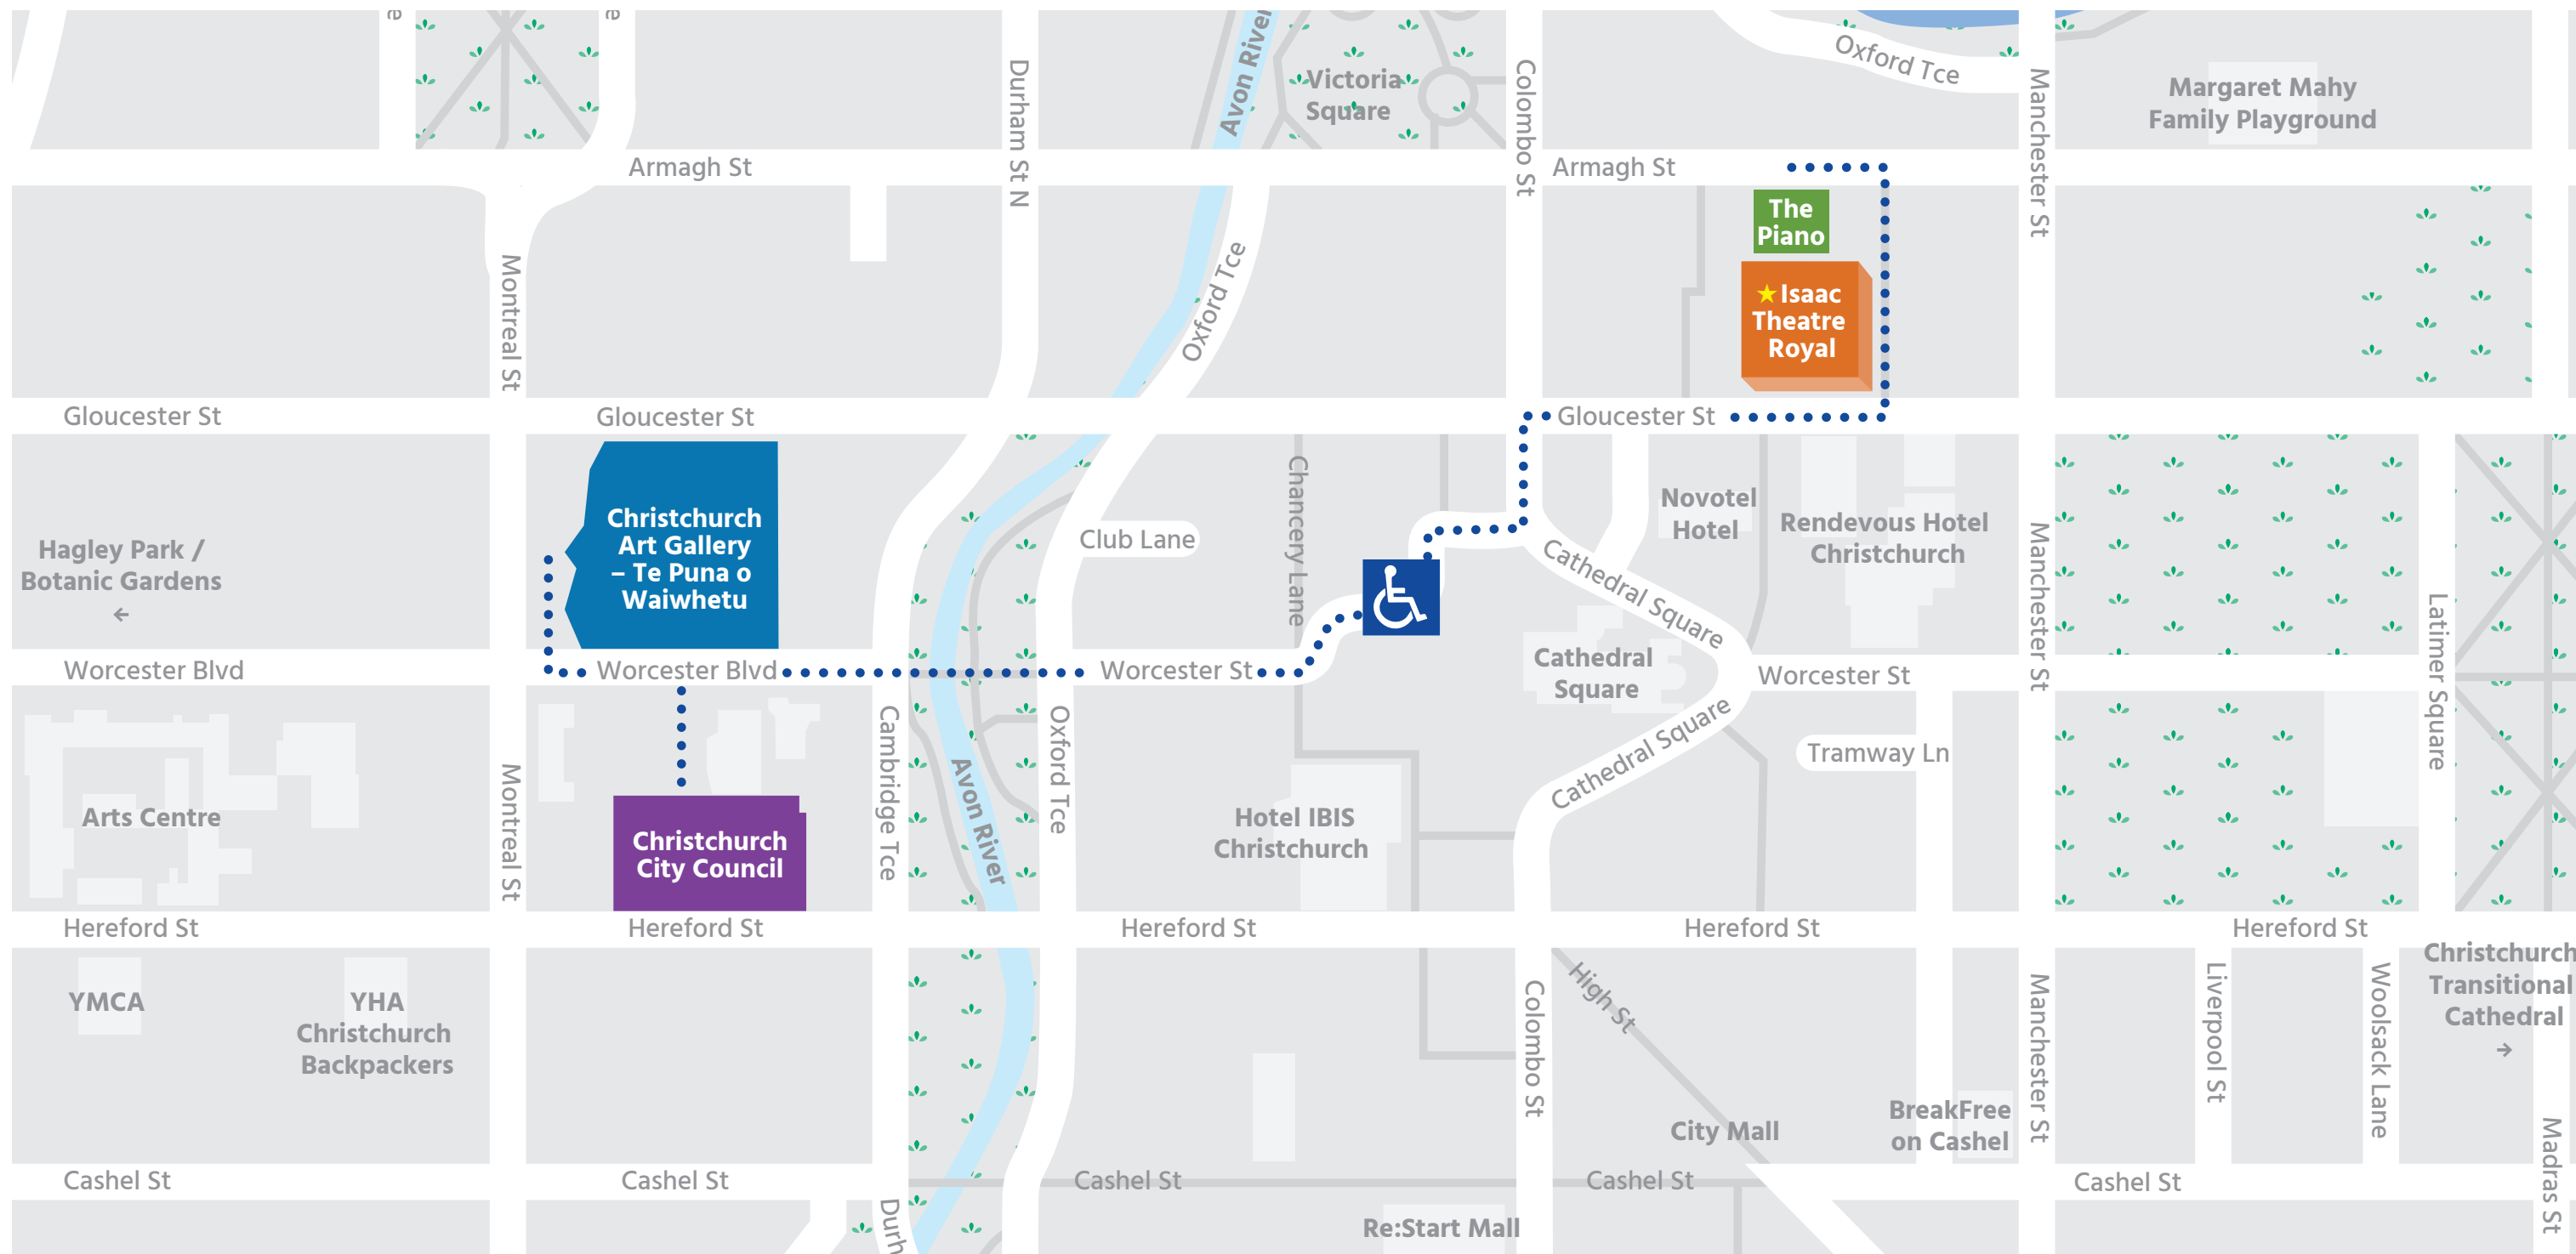 Oxford Tce
Avon River
Victoria
Square
Durham St N
Colombo St
Manchester St
Margaret Mahy
Family Playground
Armagh St
Armagh St
The
Piano
Isaac
Theatre
Royal
Oxford Tce
Montreal St
Gloucester St
Gloucester St
Gloucester St
Christchurch
Art Gallery
– Te Puna o
Waiwhetu
Hagley Park /
Botanic Gardens
←
Club Lane
Chancery Lane
Novotel
Hotel
Rendevous Hotel
Christchurch
Cathedral Square
Manchester St
Latimer Square
Cathedral
Square
Worcester Blvd
Worcester Blvd
Worcester St
Worcester St
Cathedral Square
Tramway Ln
Cambridge Tce
Avon River
Oxford Tce
Montreal St
Arts Centre
Christchurch
City Council
Hotel IBIS
Christchurch
Hereford St
Hereford St
Hereford St
Hereford St
Hereford St
YMCA
YHA
Christchurch
Backpackers
Colombo St
High St
City Mall
BreakFree
on Cashel
Manchester St
Liverpool St
Woolsack Lane
Christchurch
Transitional
Cathedral
→
Madras St
Cashel St
Cashel St
Cashel St
Cashel St
Cashel St
Durh
Re:Start Mall